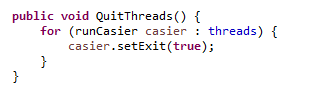 public void QuitThreads() {
    for (runCasier casier : threads) {
        casier.setExit(true);
    }
}